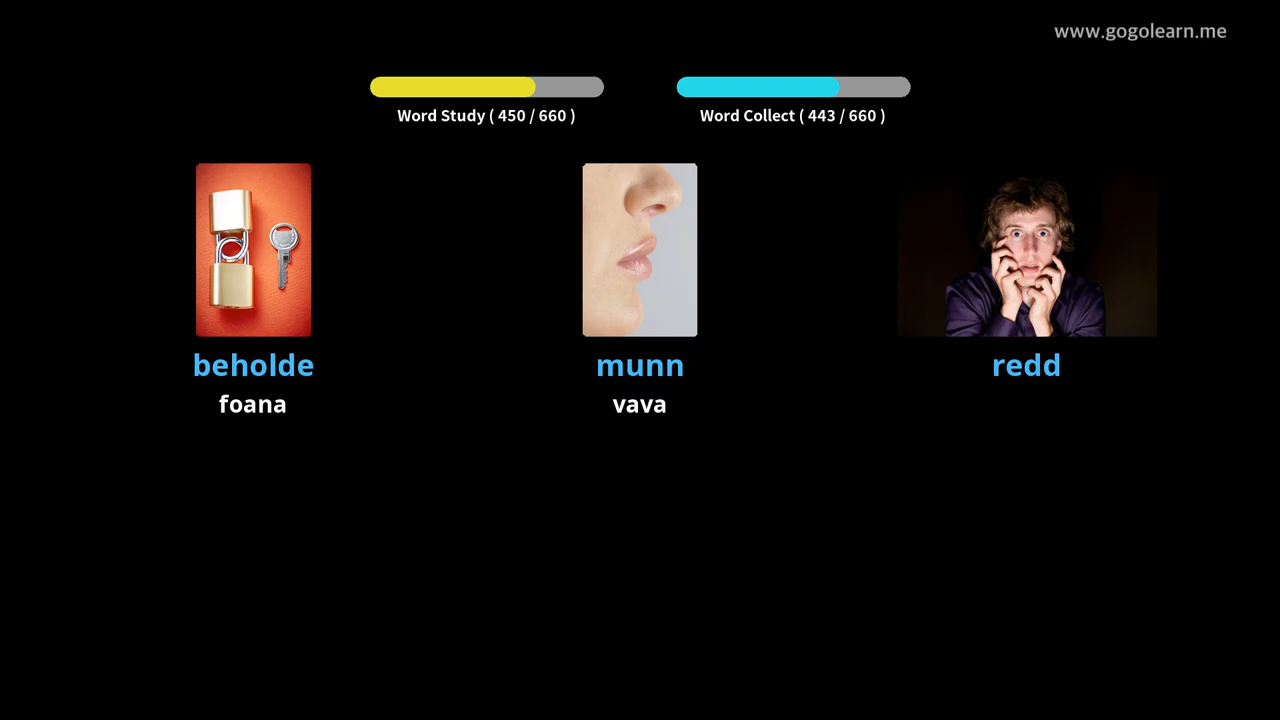 www.gogolearn.me
Word Study ( 450 / 660 )
Word Collect ( 443 / 660 )
beholde
munn
redd
foana
vava